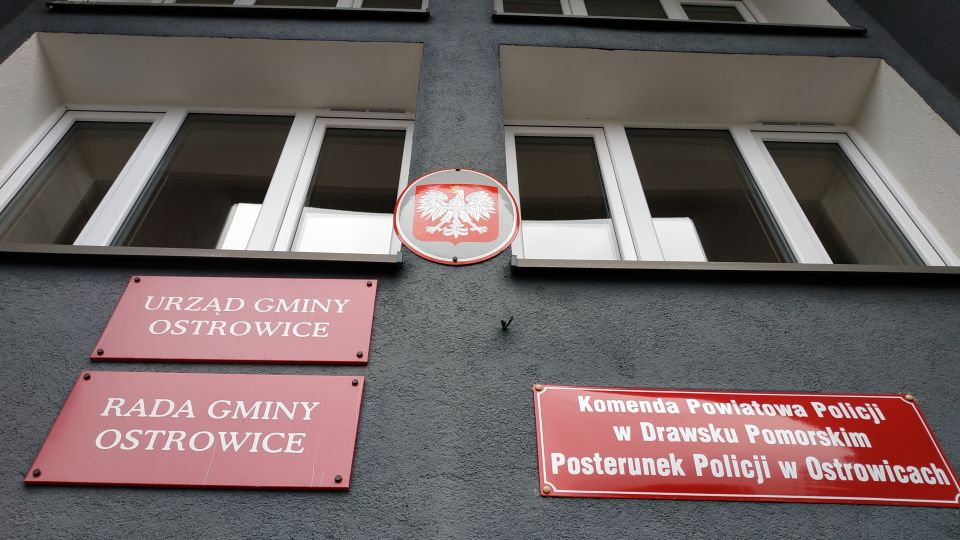 URZĄD GMINY
OSTROWICE
RADA GMINY
OSTROWICE
Komenda Powiatowa Policji
w Drawsku Pomorskim
Posterunek Policji w Ostrowicach